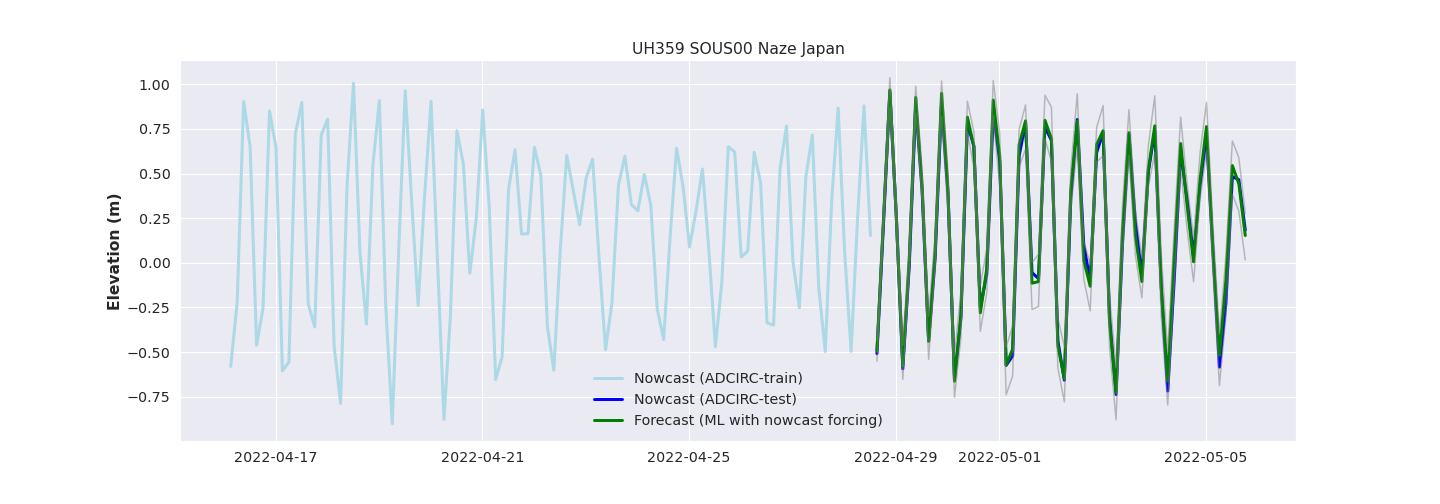 UH359 SOUS00 Naze Japan
Elevation (m)
1.00
0.75
0.50
0.25
0.00
−0.25
−0.50
−0.75
Nowcast (ADCIRC-train)
Nowcast (ADCIRC-test)
Forecast (ML with nowcast forcing)
2022-04-17 2022-04-21 2022-04-25 2022-04-29 2022-05-01 2022-05-05